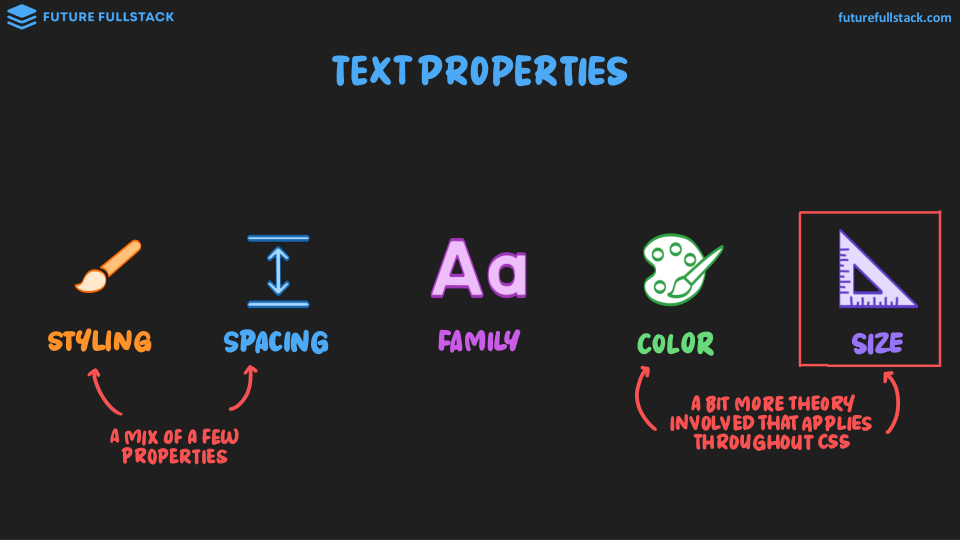 FUTURE FULLSTACK
futurefullstack.com
TEXT PROPERTIES
Aa
STYLING
SPACING
FAMILY
COLOR
SIZE
A MIX OF A FEW
PROPERTIES
A BIT MORE THEORY
INVOLVED THAT APPLIES
THROUGHOUT CSS